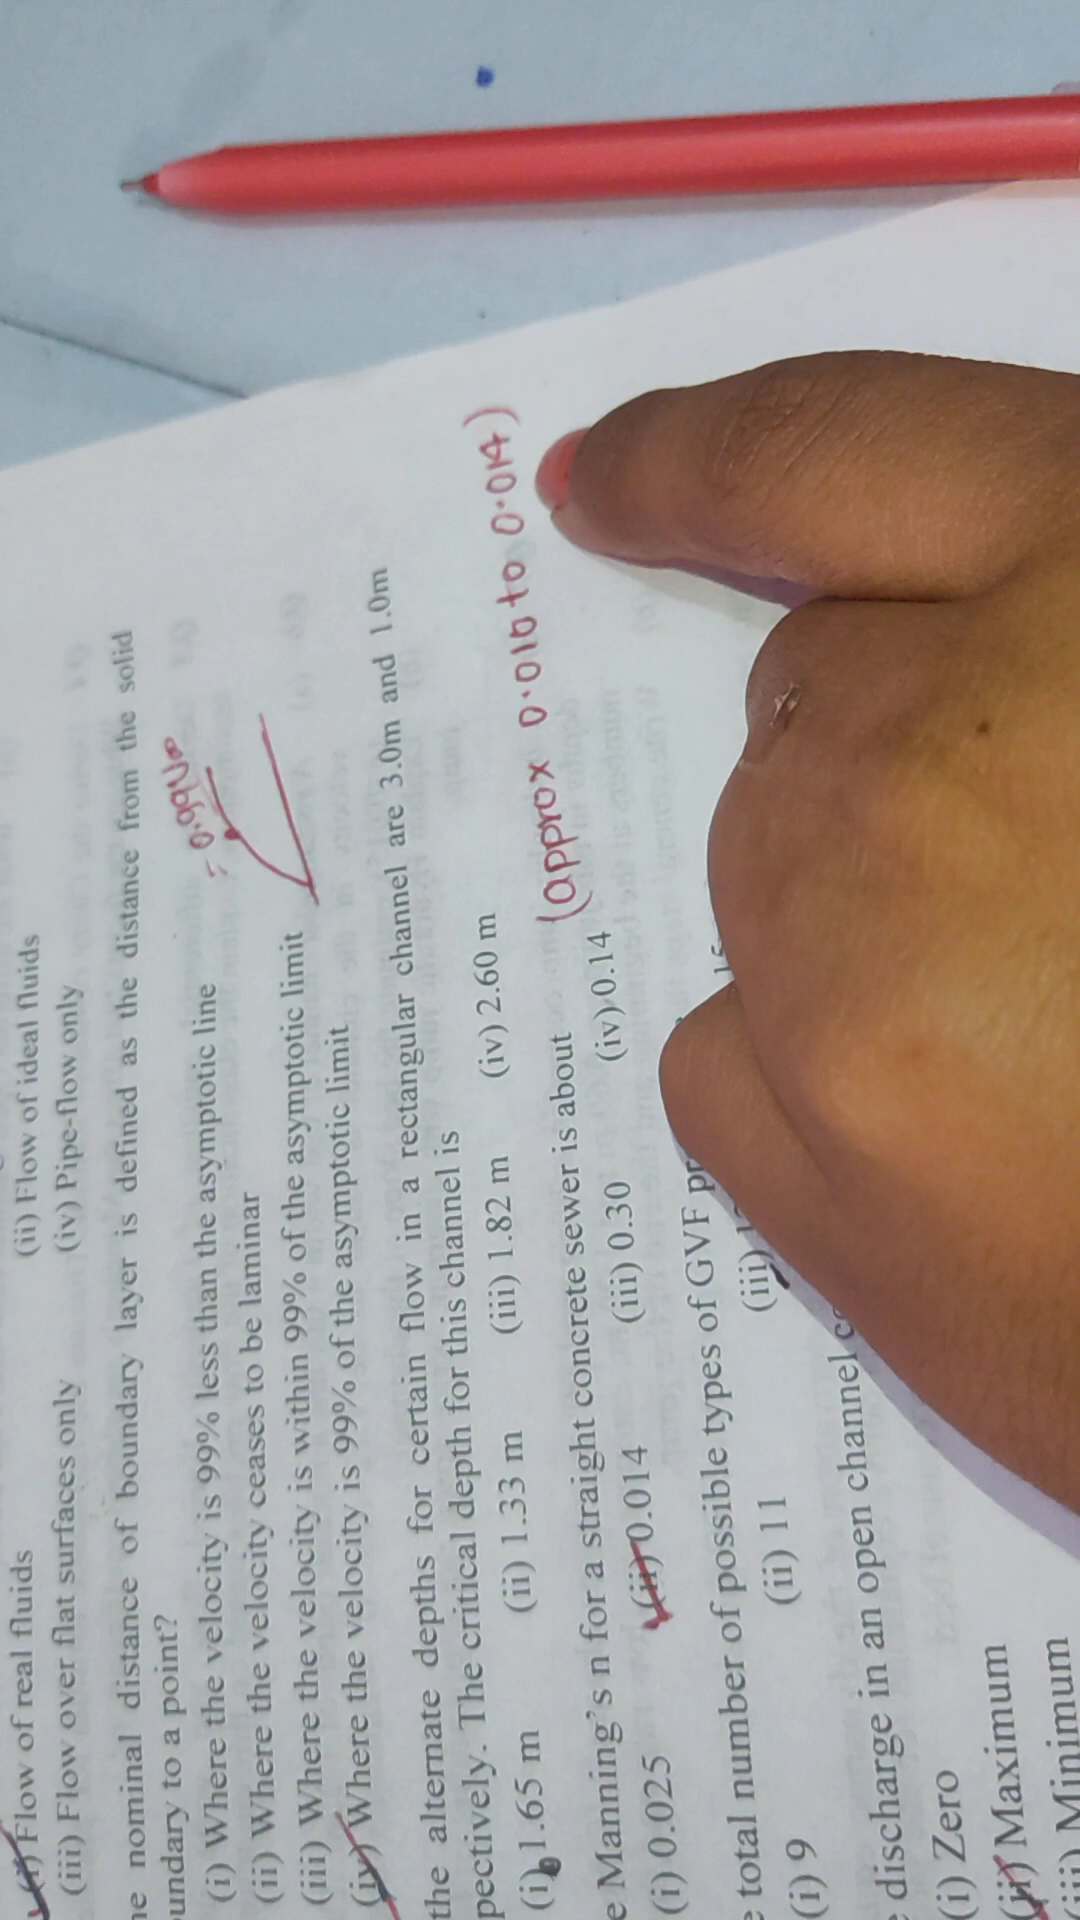 (i) Flow of real fluids (ii) Flow of ideal fluids
(iii) Flow over flat surfaces only (iv) Pipe-flow only
nominal distance of boundary layer is defined as the distance from the solid
undary to a point?
= 0.99U∞
(i) Where the velocity is 99% less than the asymptotic line
(ii) Where the velocity ceases to be laminar
(iii) Where the velocity is within 99% of the asymptotic limit
(iv) Where the velocity is 99% of the asymptotic limit
the alternate depths for certain flow in a rectangular channel are 3.0m and 1.0m
pectively. The critical depth for this channel is
(i) 1.65 m (ii) 1.33 m (iii) 1.82 m (iv) 2.60 m
e Manning's n for a straight concrete sewer is about (approx 0.010 to 0.014)
(i) 0.025 (ii) 0.014 (iii) 0.30 (iv) 0.14
e total number of possible types of GVF pr
(i) 9 (ii) 11 (iii)
discharge in an open channel c
(i) Zero
(ii) Maximum
(iii) Minimum